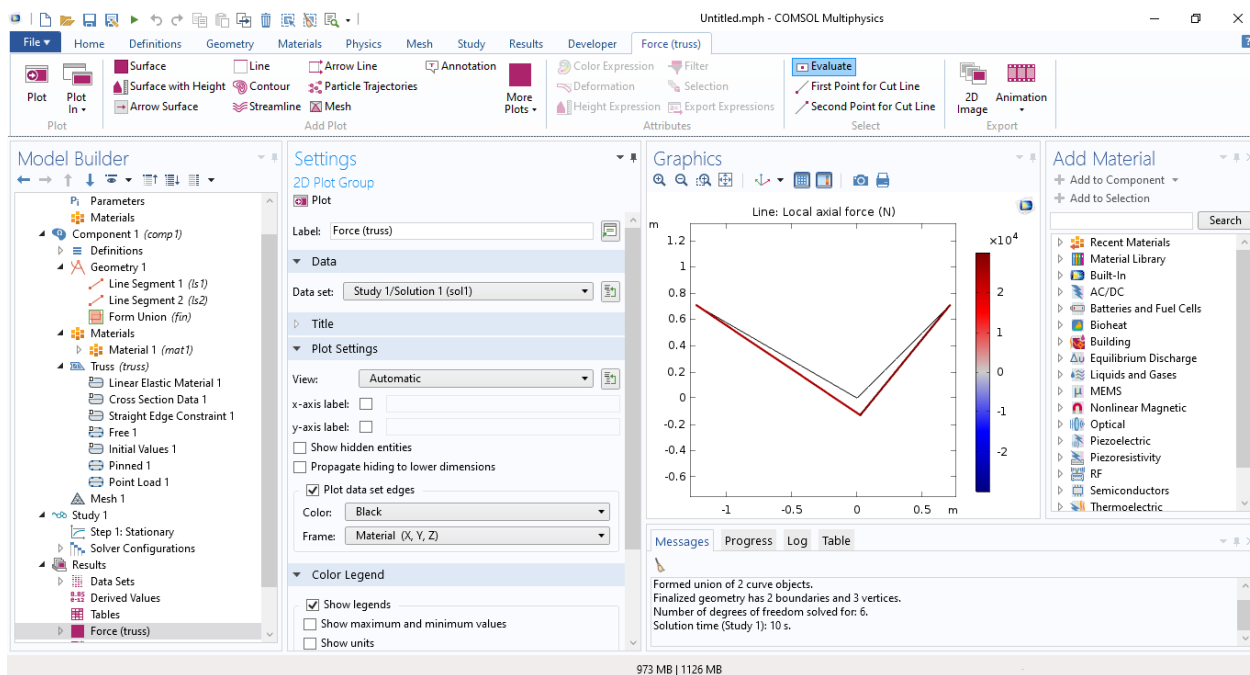 Untitled.mph - COMSOL Multiphysics
File Home Definitions Geometry Materials Physics Mesh Study Results Developer Force (truss)
Plot
Plot In
Plot
Surface Line Arrow Line Annotation
Surface with Height Contour Particle Trajectories
Arrow Surface Streamline Mesh
More Plots
Add Plot
Color Expression Filter
Deformation Selection
Height Expression Export Expressions
Attributes
Evaluate
First Point for Cut Line
Second Point for Cut Line
Select
2D Image
Animation
Export
Model Builder
Pi Parameters
Materials
Component 1 (comp1)
Definitions
Geometry 1
Line Segment 1 (ls1)
Line Segment 2 (ls2)
Form Union (fin)
Materials
Material 1 (mat1)
Truss (truss)
Linear Elastic Material 1
Cross Section Data 1
Straight Edge Constraint 1
Free 1
Initial Values 1
Pinned 1
Point Load 1
Mesh 1
Study 1
Step 1: Stationary
Solver Configurations
Results
Data Sets
8.85
e-12 Derived Values
Tables
Force (truss)
Settings
2D Plot Group
Plot
Label: Force (truss)
Data
Data set: Study 1/Solution 1 (sol1)
Title
Plot Settings
View: Automatic
x-axis label:
y-axis label:
Show hidden entities
Propagate hiding to lower dimensions
Plot data set edges
Color: Black
Frame: Material (X, Y, Z)
Color Legend
Show legends
Show maximum and minimum values
Show units
Graphics
Line: Local axial force (N)
m
1.2
1
0.8
0.6
0.4
0.2
0
-0.2
-0.4
-0.6
-1 -0.5 0 0.5 m
×10⁴
2
1
0
-1
-2
Messages Progress Log Table
Formed union of 2 curve objects.
Finalized geometry has 2 boundaries and 3 vertices.
Number of degrees of freedom solved for: 6.
Solution time (Study 1): 10 s.
Add Material
+ Add to Component
+ Add to Selection
Search
Recent Materials
Material Library
Built-In
AC/DC
Batteries and Fuel Cells
Bioheat
Building
Δu Equilibrium Discharge
Liquids and Gases
μ MEMS
Nonlinear Magnetic
Optical
Piezoelectric
Piezoresistivity
RF
Semiconductors
Thermoelectric
973 MB | 1126 MB